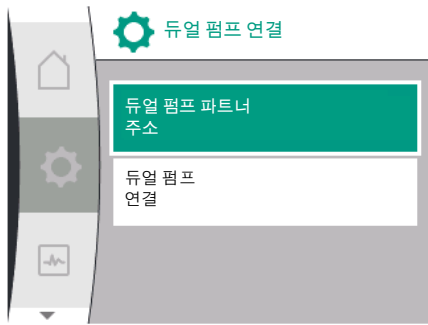 듀얼 펌프 연결
듀얼 펌프 파트너
주소
듀얼 펌프
연결